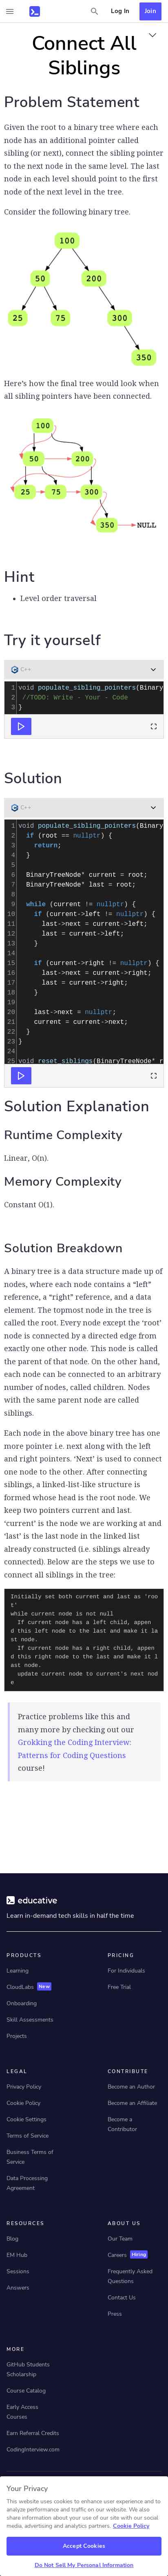 Log In
Join
Connect All
Siblings
Problem Statement
Given the root to a binary tree where each
node has an additional pointer called
sibling (or next), connect the sibling pointer
to the next node in the same level. The last
node in each level should point to the first
node of the next level in the tree.
Consider the following binary tree.
100
50
200
25
75
300
350
Here's how the final tree would look when
all sibling pointers have been connected.
100
50
200
25
75
300
350
NULL
Hint
• Level order traversal
Try it yourself
C++
1 void populate_sibling_pointers(Binary
2 //TODO: Write - Your - Code
3 }
Solution
C++
1 void populate_sibling_pointers(Binary
2 if (root == nullptr) {
3 return;
4 }
5
6 BinaryTreeNode* current = root;
7 BinaryTreeNode* last = root;
8
9 while (current != nullptr) {
10 if (current->left != nullptr) {
11 last->next = current->left;
12 last = current->left;
13 }
14
15 if (current->right != nullptr) {
16 last->next = current->right;
17 last = current->right;
18 }
19
20 last->next = nullptr;
21 current = current->next;
22 }
23 }
24
25 void reset_siblings(BinaryTreeNode* r
Solution Explanation
Runtime Complexity
Linear, O(n).
Memory Complexity
Constant O(1).
Solution Breakdown
A binary tree is a data structure made up of
nodes, where each node contains a “left”
reference, a “right” reference, and a data
element. The topmost node in the tree is
called the root. Every node except the ‘root’
node is connected by a directed edge from
exactly one other node. This node is called
the parent of that node. On the other hand,
each node can be connected to an arbitrary
number of nodes, called children. Nodes
with the same parent node are called
siblings.
Each node in the above binary tree has one
more pointer i.e. next along with the left
and right pointers. ‘Next’ is used to connect
one node to the other. After connecting
siblings, a linked-list-like structure is
formed whose head is the root node. We
keep two pointers current and last.
‘current’ is the node we are working at and
‘last’ is the last node in the linked list
already constructed (i.e. siblings already
connected). Below are the steps we use to
connect all siblings in the tree:
Initially set both current and last as 'roo
t'
while current node is not null
If current node has a left child, appen
d this left node to the last and make it la
st node.
If current node has a right child, appen
d this right node to the last and make it l
ast node.
update current node to current's next nod
e
Practice problems like this and
many more by checking out our
Grokking the Coding Interview:
Patterns for Coding Questions
course!
educative
Learn in-demand tech skills in half the time
PRODUCTS
Learning
CloudLabs New
Onboarding
Skill Assessments
Projects
PRICING
For Individuals
Free Trial
LEGAL
Privacy Policy
Cookie Policy
Cookie Settings
Terms of Service
Business Terms of
Service
Data Processing
Agreement
CONTRIBUTE
Become an Author
Become an Affiliate
Become a
Contributor
RESOURCES
Blog
EM Hub
Sessions
Answers
ABOUT US
Our Team
Careers Hiring
Frequently Asked
Questions
Contact Us
Press
MORE
GitHub Students
Scholarship
Course Catalog
Early Access
Courses
Earn Referral Credits
CodingInterview.com
Your Privacy
This website uses cookies to enhance user experience and to
analyze performance and traffic on our website. We also share
information about your use of our site with our social media,
advertising and analytics partners. Cookie Policy
Accept Cookies
Do Not Sell My Personal Information